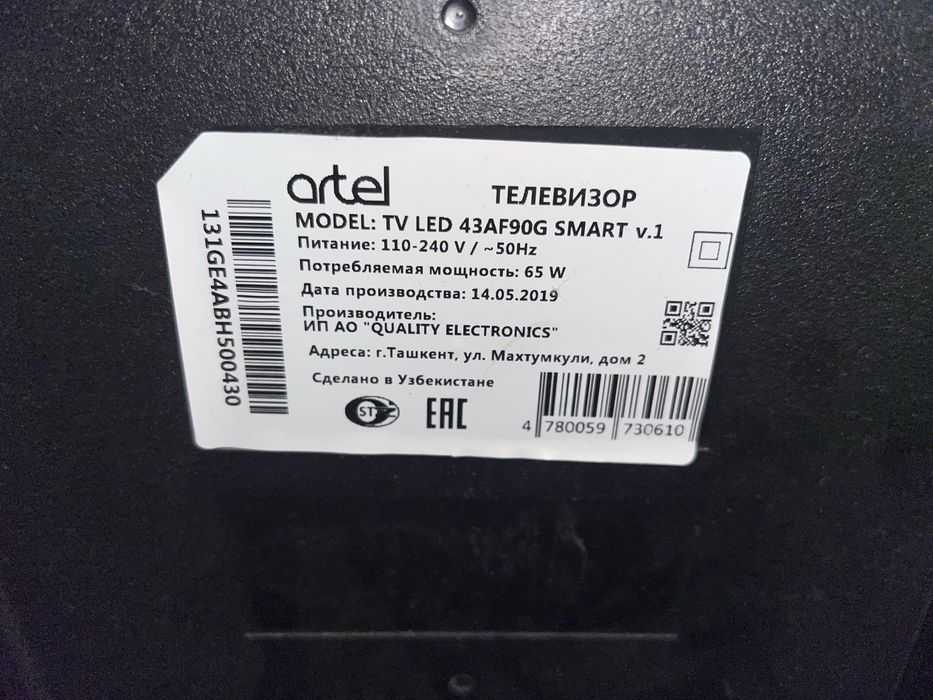 artel
ТЕЛЕВИЗОР
MODEL: TV LED 43AF90G SMART v.1
Питание: 110-240 V / ~50Hz
Потребляемая мощность: 65 W
Дата производства: 14.05.2019
Производитель:
ИП АО "QUALITY ELECTRONICS"
Адреса: г.Ташкент, ул. Махтумкули, дом 2
Сделано в Узбекистане
EAC
4 780059 730610
131GE4ABH500430